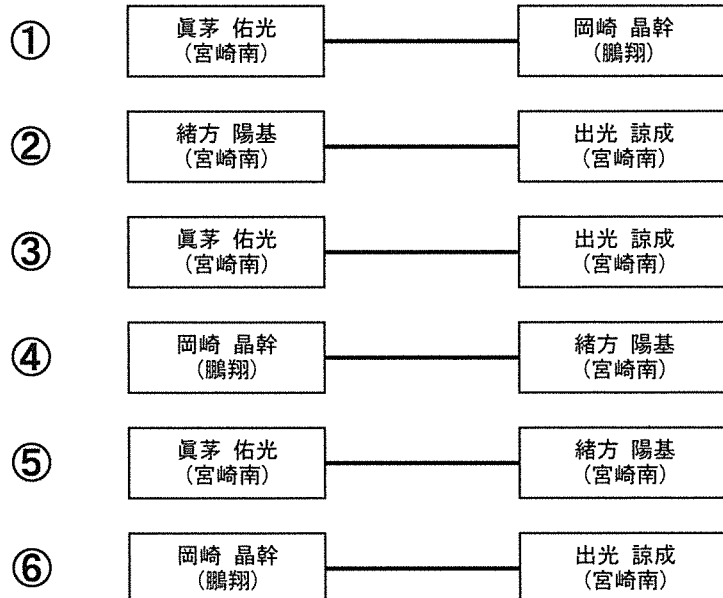 ①
眞茅 佑光
(宮崎南)
岡崎 晶幹
(鵬翔)
②
緒方 陽基
(宮崎南)
出光 諒成
(宮崎南)
③
眞茅 佑光
(宮崎南)
出光 諒成
(宮崎南)
④
岡崎 晶幹
(鵬翔)
緒方 陽基
(宮崎南)
⑤
眞茅 佑光
(宮崎南)
緒方 陽基
(宮崎南)
⑥
岡崎 晶幹
(鵬翔)
出光 諒成
(宮崎南)